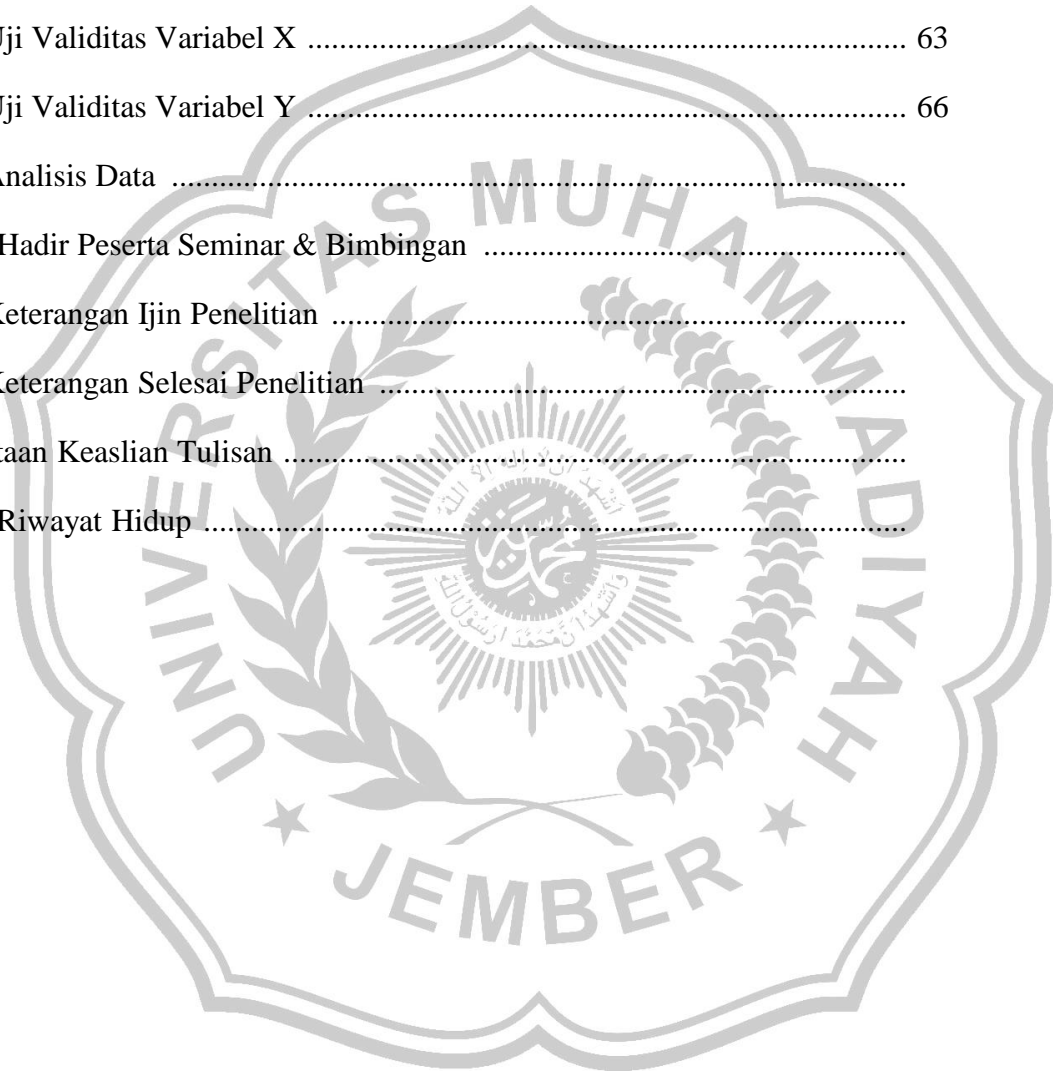 Uji Validitas Variabel X ............................................................................ 63
Uji Validitas Variabel Y ............................................................................ 66
Analisis Data .............................................................................................
Hadir Peserta Seminar & Bimbingan .....................................................
Keterangan Ijin Penelitian .........................................................................
Keterangan Selesai Penelitian ...................................................................
taan Keaslian Tulisan ...............................................................................
Riwayat Hidup .........................................................................................
UNIVERSITAS MUHAMMADIYAH
JEMBER